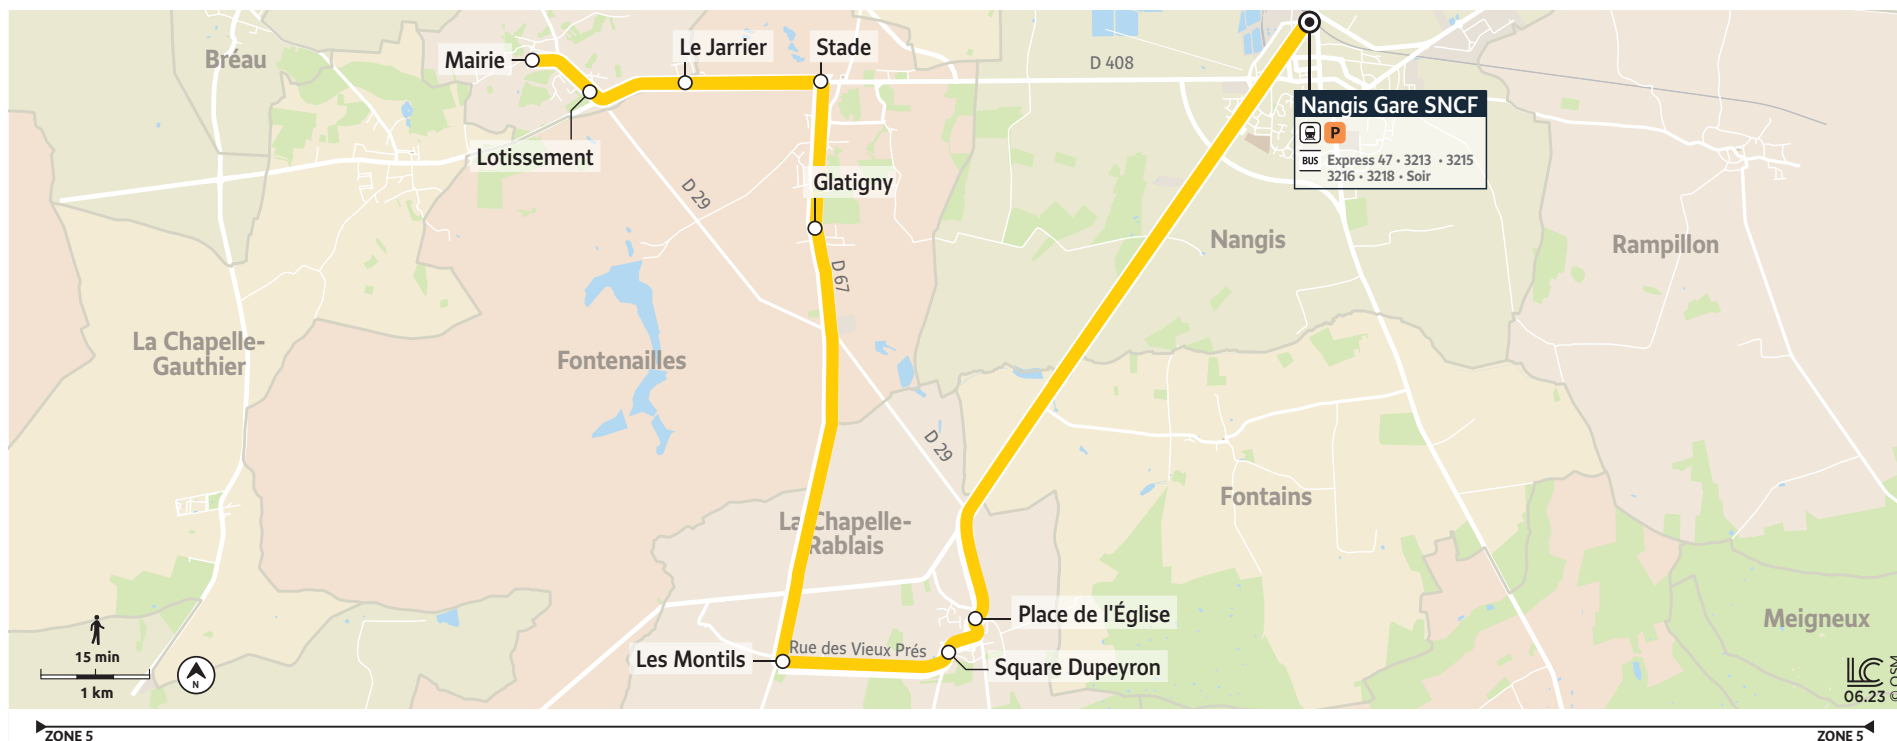 Bréau
Mairie
Le Jarrier
Stade
D 408
Nangis Gare SNCF
P
BUS
Express 47 • 3213 • 3215
3216 • 3218 • Soir
Lotissement
D 29
Glatigny
Nangis
Rampillon
D 67
La Chapelle-
Gauthier
Fontenailles
D 29
Fontains
La Chapelle-
Rablais
Place de l'Église
Meigneux
Rue des Vieux Prés
Les Montils
Square Dupeyron
15 min
1 km
N
LC
06.23
© OSM
ZONE 5
ZONE 5